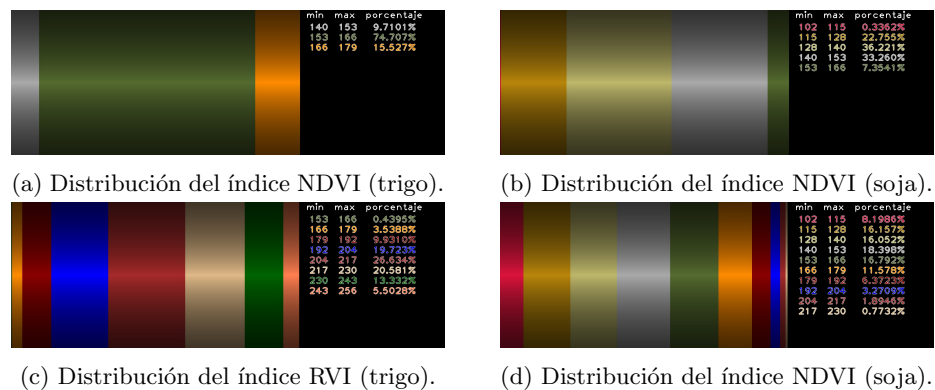 min max porcentaje
140 153 9.7101%
153 166 74.707%
166 179 15.527%
(a) Distribución del índice NDVI (trigo).
min max porcentaje
102 115 0.3362%
115 128 22.755%
128 140 36.221%
140 153 33.260%
153 166 7.3541%
(b) Distribución del índice NDVI (soja).
min max porcentaje
153 166 0.4395%
166 179 3.5388%
179 192 9.9310%
192 204 19.723%
204 217 26.634%
217 230 20.581%
230 243 13.332%
243 256 5.5028%
(c) Distribución del índice RVI (trigo).
min max porcentaje
102 115 8.1986%
115 128 16.157%
128 140 16.052%
140 153 18.398%
153 166 16.792%
166 179 11.578%
179 192 6.3723%
192 204 3.2709%
204 217 1.8946%
217 230 0.7732%
(d) Distribución del índice NDVI (soja).